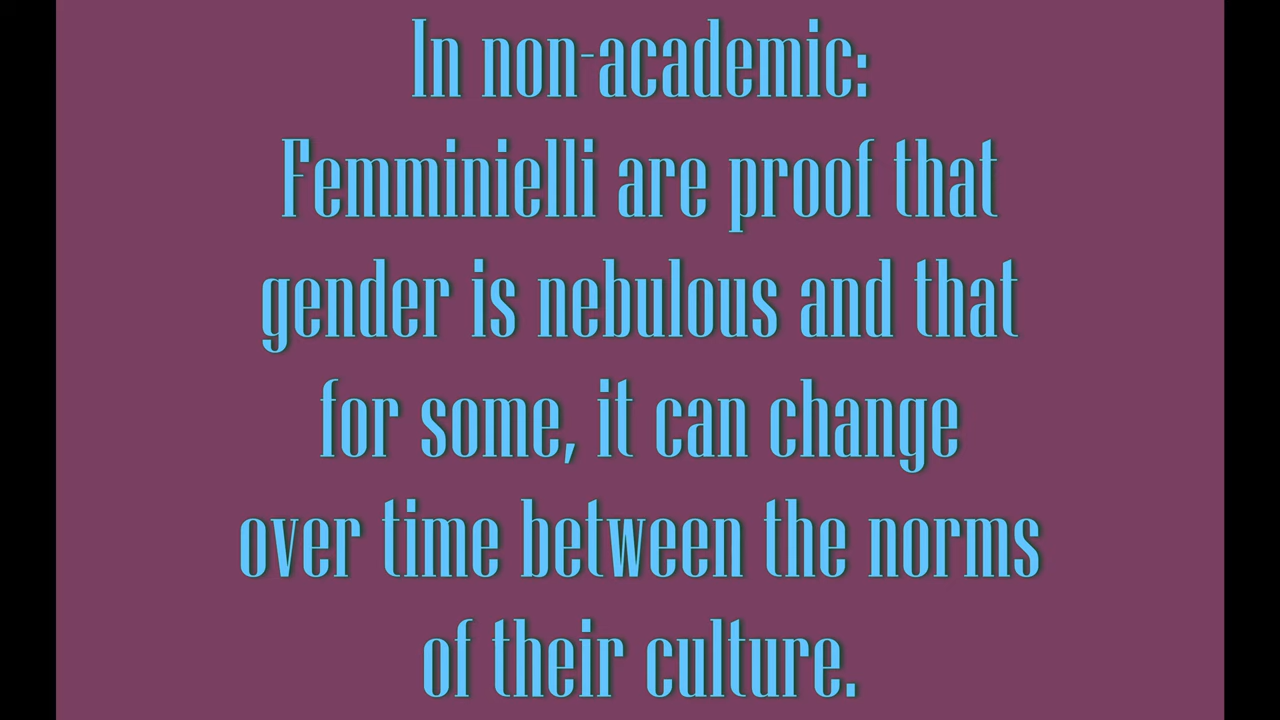 In non-academic:
Femminielli are proof that
gender is nebulous and that
for some, it can change
over time between the norms
of their culture.